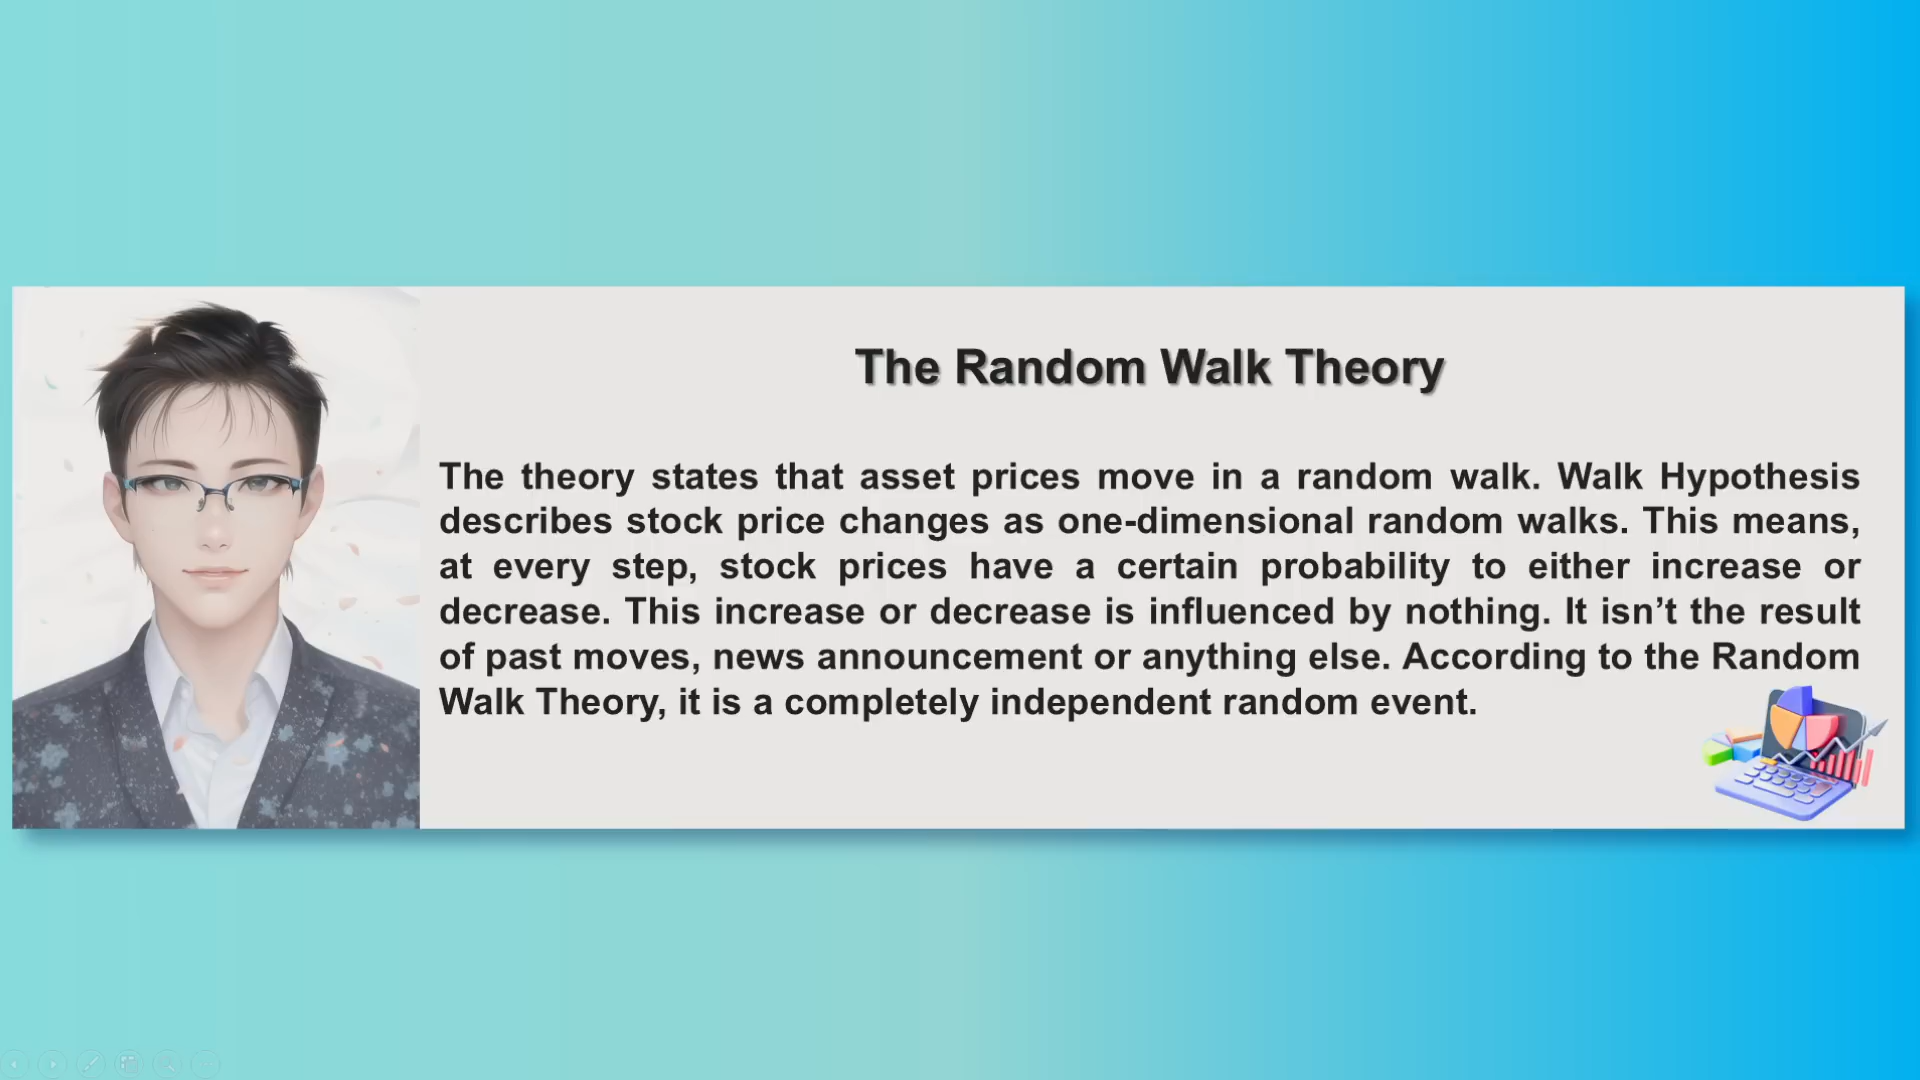 The Random Walk Theory
The theory states that asset prices move in a random walk. Walk Hypothesis
describes stock price changes as one-dimensional random walks. This means,
at every step, stock prices have a certain probability to either increase or
decrease. This increase or decrease is influenced by nothing. It isn’t the result
of past moves, news announcement or anything else. According to the Random
Walk Theory, it is a completely independent random event.